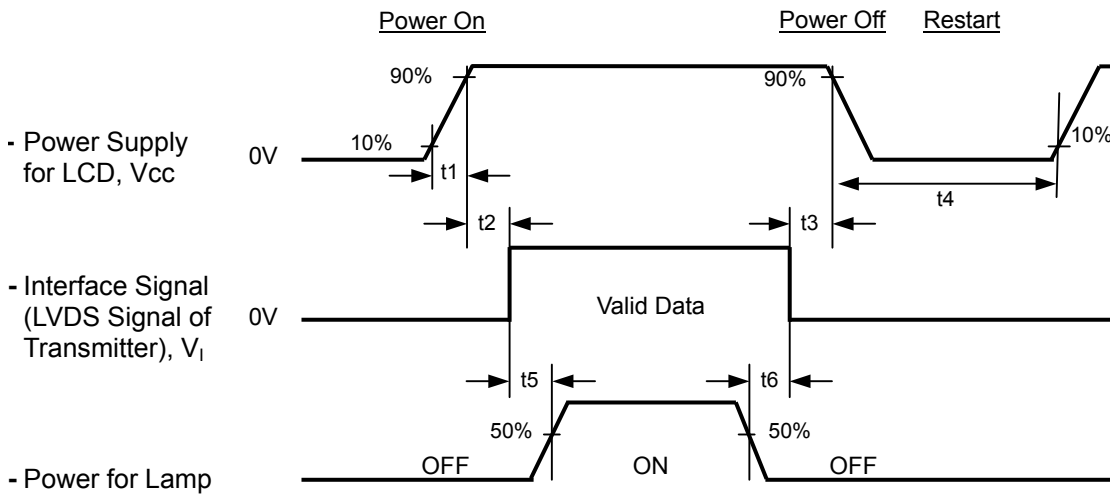 Power On
Power Off
Restart
90%
90%
- Power Supply
for LCD, Vcc
0V
10%
10%
t1
t4
t2
t3
- Interface Signal
(LVDS Signal of
Transmitter), VI
0V
Valid Data
t5
t6
50%
50%
- Power for Lamp
OFF
ON
OFF